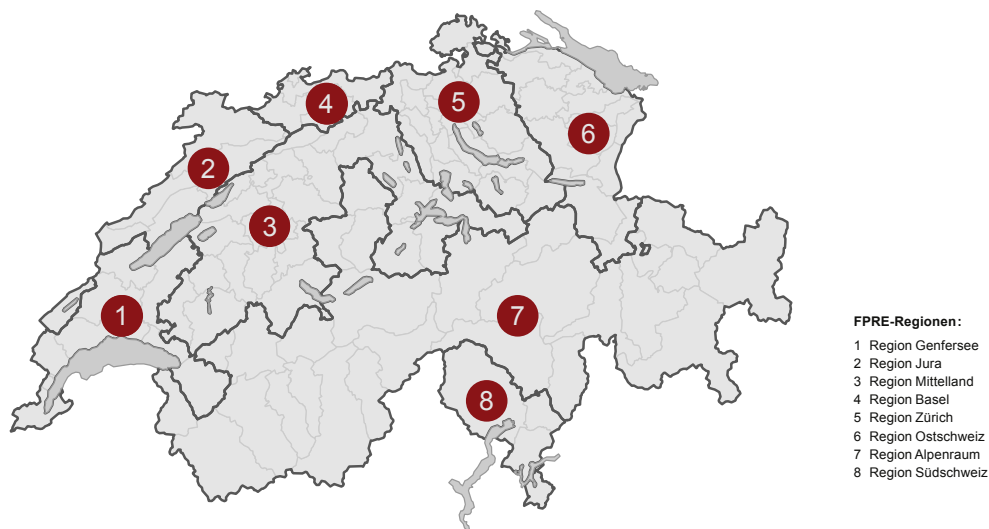 4
5
6
2
3
1
7
8
FPRE-Regionen:
1 Region Genfersee
2 Region Jura
3 Region Mittelland
4 Region Basel
5 Region Zürich
6 Region Ostschweiz
7 Region Alpenraum
8 Region Südschweiz